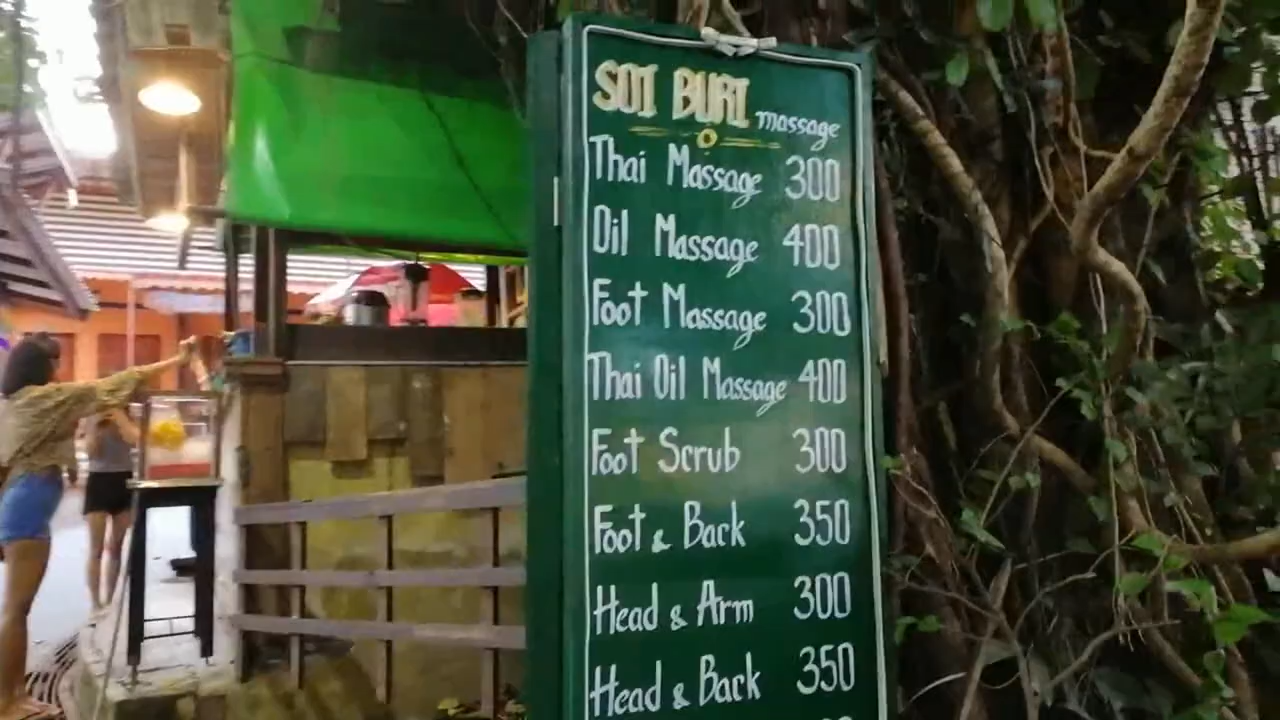 SOI BURI massage
Thai Massage 300
Oil Massage 400
Foot Massage 300
Thai Oil Massage 400
Foot Scrub 300
Foot & Back 350
Head & Arm 300
Head & Back 350